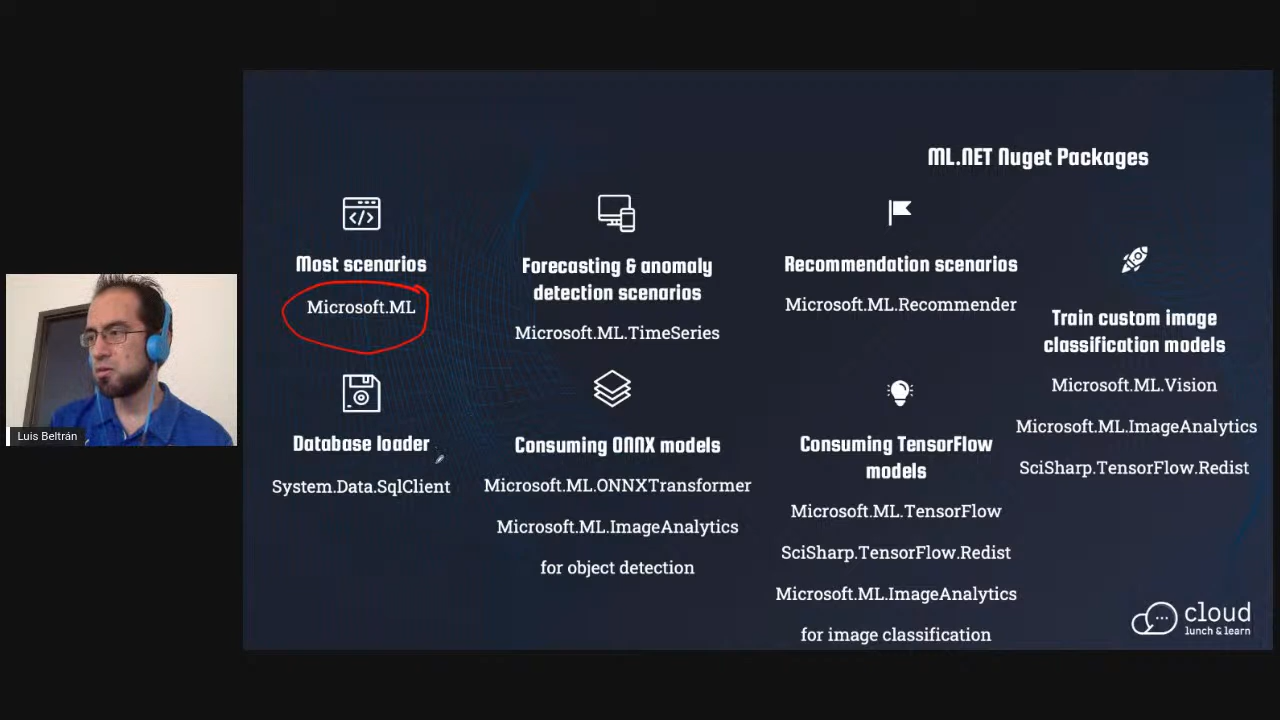 ML.NET Nuget Packages
Most scenarios
Microsoft.ML
Forecasting & anomaly
detection scenarios
Microsoft.ML.TimeSeries
Recommendation scenarios
Microsoft.ML.Recommender
Train custom image
classification models
Microsoft.ML.Vision
Microsoft.ML.ImageAnalytics
SciSharp.TensorFlow.Redist
Database loader
System.Data.SqlClient
Consuming ONNX models
Microsoft.ML.ONNXTransformer
Microsoft.ML.ImageAnalytics
for object detection
Consuming TensorFlow
models
Microsoft.ML.TensorFlow
SciSharp.TensorFlow.Redist
Microsoft.ML.ImageAnalytics
for image classification
Luis Beltrán
cloud
lunch & learn